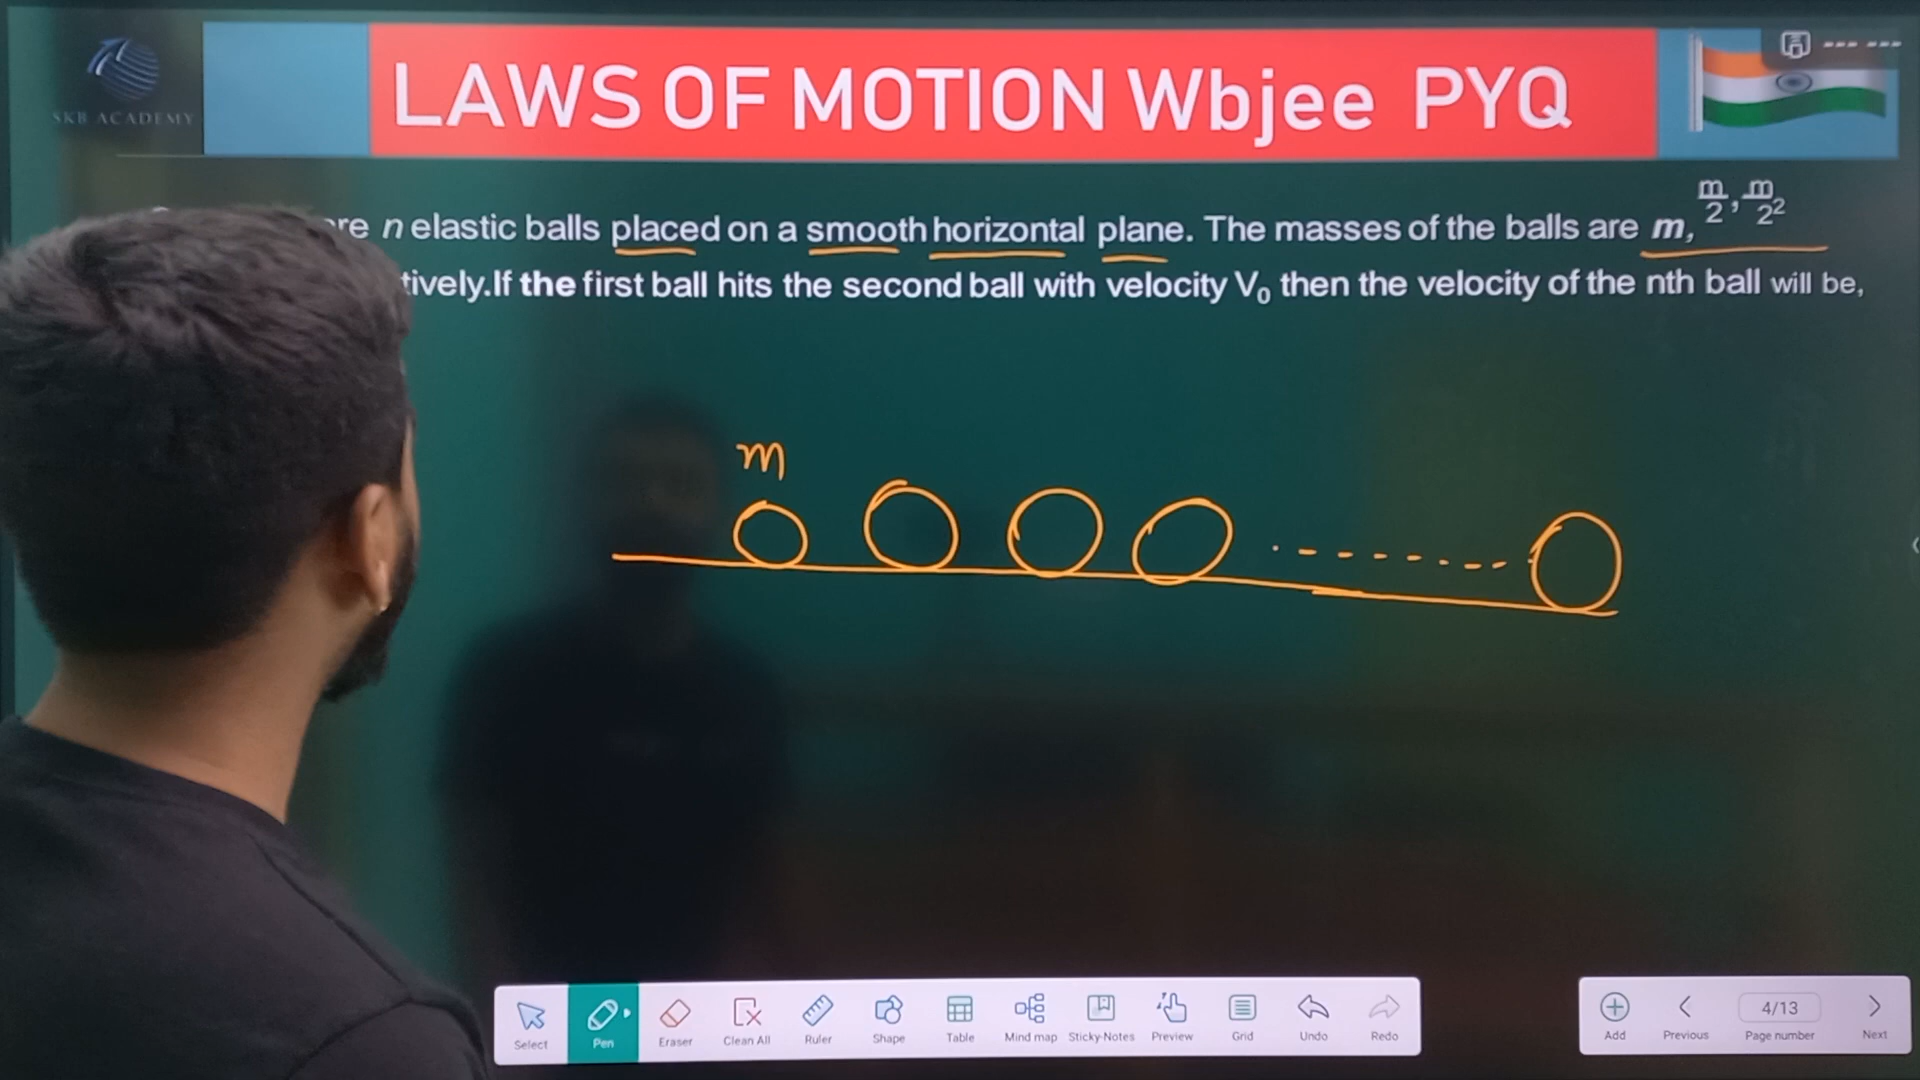 SKB ACADEMY
LAWS OF MOTION Wbjee PYQ
re n elastic balls placed on a smooth horizontal plane. The masses of the balls are m, m/2, m/2²
tively.If the first ball hits the second ball with velocity V₀ then the velocity of the nth ball will be,
m
Select Pen Eraser Clean All Ruler Shape Table Mind map Sticky-Notes Preview Grid Undo Redo
Add Previous 4/13 Page number Next